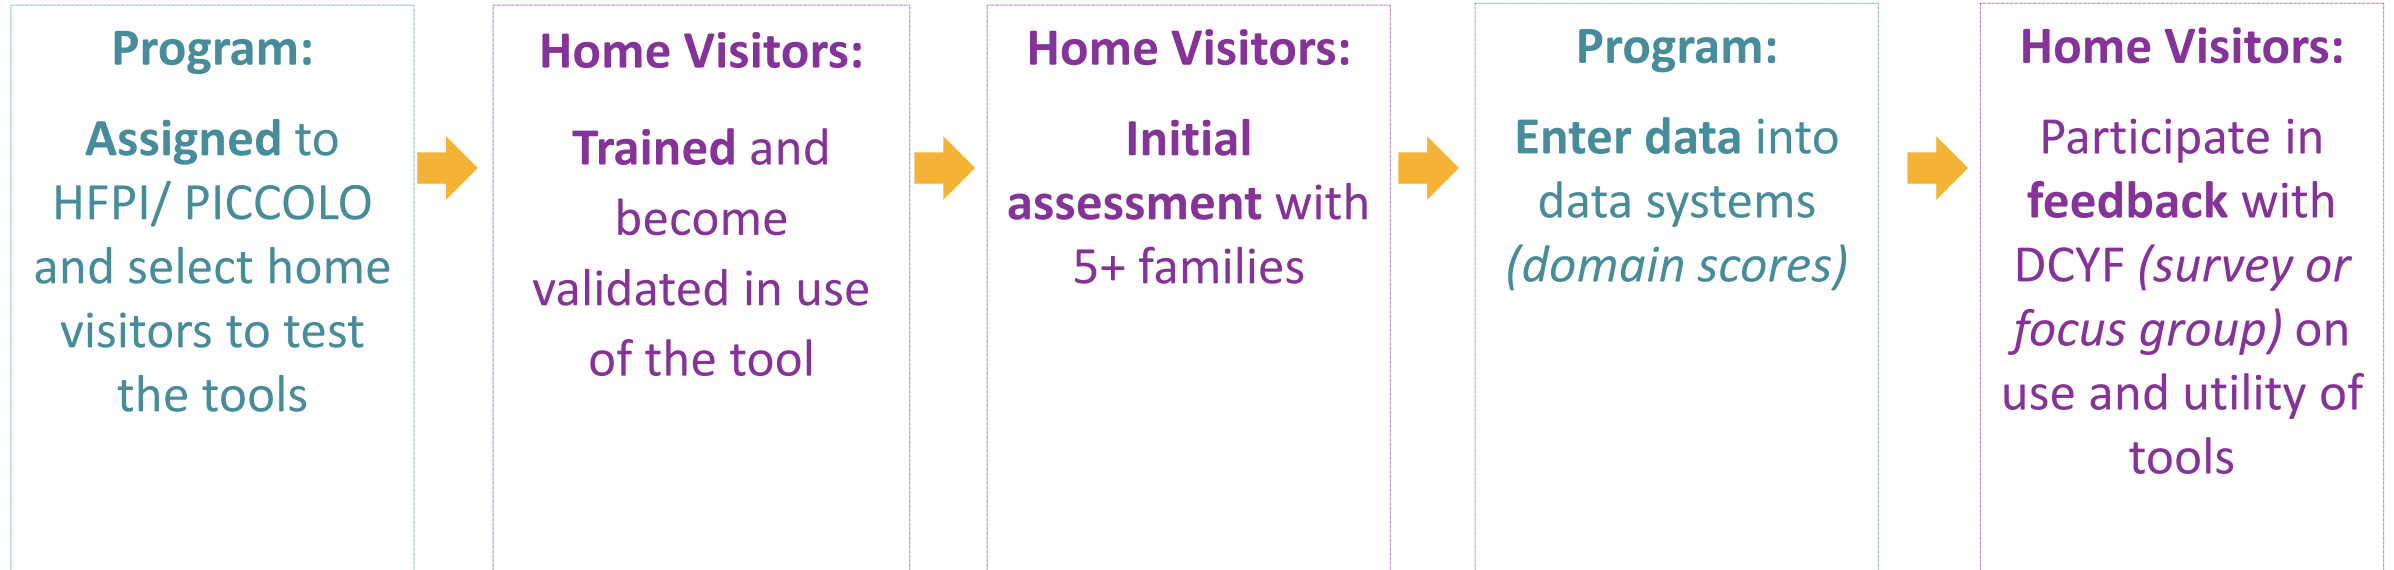 Program:
Assigned to
HFPI/ PICCOLO
and select home
visitors to test
the tools
Home Visitors:
Trained and
become
validated in use
of the tool
Home Visitors:
Initial
assessment with
5+ families
Program:
Enter data into
data systems
(domain scores)
Home Visitors:
Participate in
feedback with
DCYF (survey or
focus group) on
use and utility of
tools